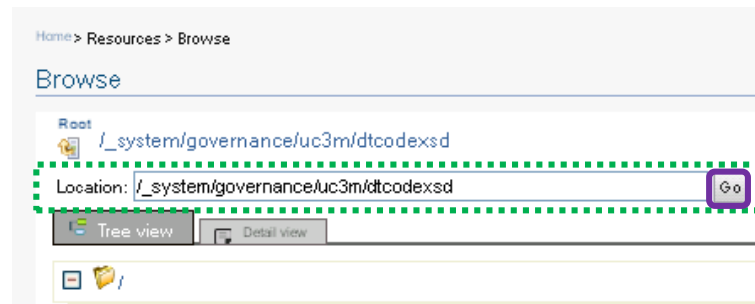 Home > Resources > Browse
Browse
Root
/_system/governance/uc3m/dtcodexsd
Location: /_system/governance/uc3m/dtcodexsd Go
Tree view Detail view
/